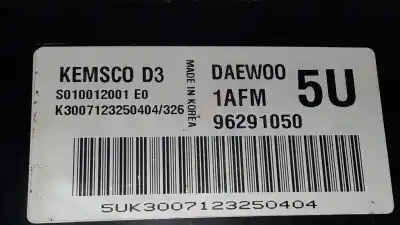 KEMSCO D3
S010012001 E0
K3007123250404/326
MADE IN KOREA
DAEWOO
1AFM
96291050
5U
5UK3007123250404